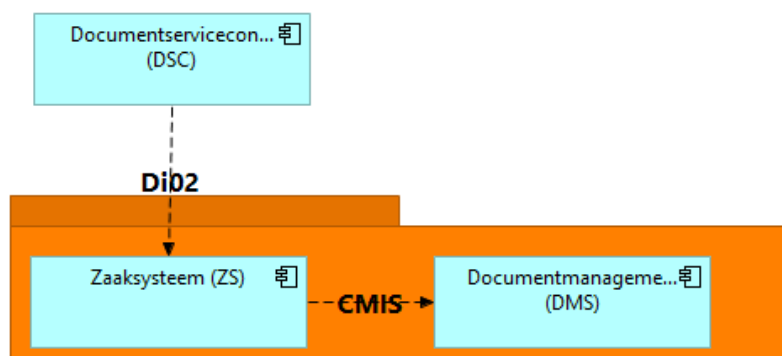 Documentservicecon...
(DSC)
Di02
Zaaksysteem (ZS)
CMIS
Documentmanageme...
(DMS)